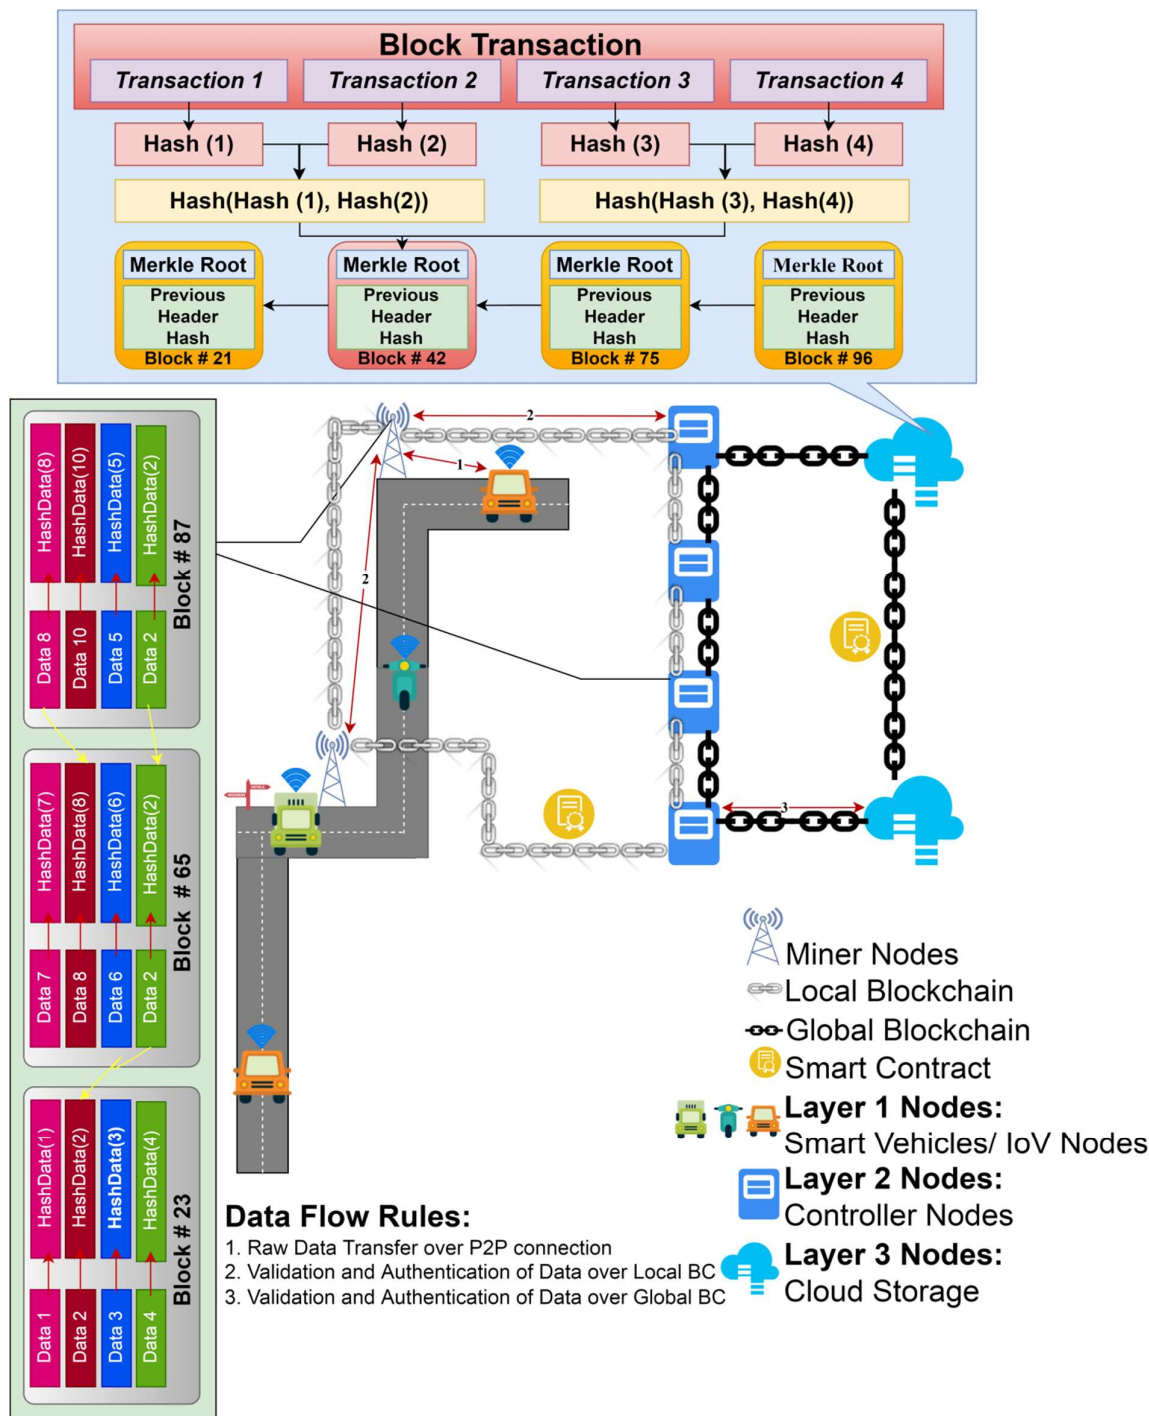 Block Transaction
Transaction 1
Transaction 2
Transaction 3
Transaction 4
Hash (1)
Hash (2)
Hash (3)
Hash (4)
Hash(Hash (1), Hash(2))
Hash(Hash (3), Hash(4))
Merkle Root
Previous
Header
Hash
Block # 21
Merkle Root
Previous
Header
Hash
Block # 42
Merkle Root
Previous
Header
Hash
Block # 75
Merkle Root
Previous
Header
Hash
Block # 96
HashData(8)
HashData(10)
HashData(5)
HashData(2)
Data 8
Data 10
Data 5
Data 2
Block # 87
HashData(7)
HashData(8)
HashData(6)
HashData(2)
Data 7
Data 8
Data 6
Data 2
Block # 65
HashData(1)
HashData(2)
HashData(3)
HashData(4)
Data 1
Data 2
Data 3
Data 4
Block # 23
2
1
2
3
Miner Nodes
Local Blockchain
Global Blockchain
Smart Contract
Layer 1 Nodes:
Smart Vehicles/ IoV Nodes
Layer 2 Nodes:
Controller Nodes
Layer 3 Nodes:
Cloud Storage
Data Flow Rules:
1. Raw Data Transfer over P2P connection
2. Validation and Authentication of Data over Local BC
3. Validation and Authentication of Data over Global BC